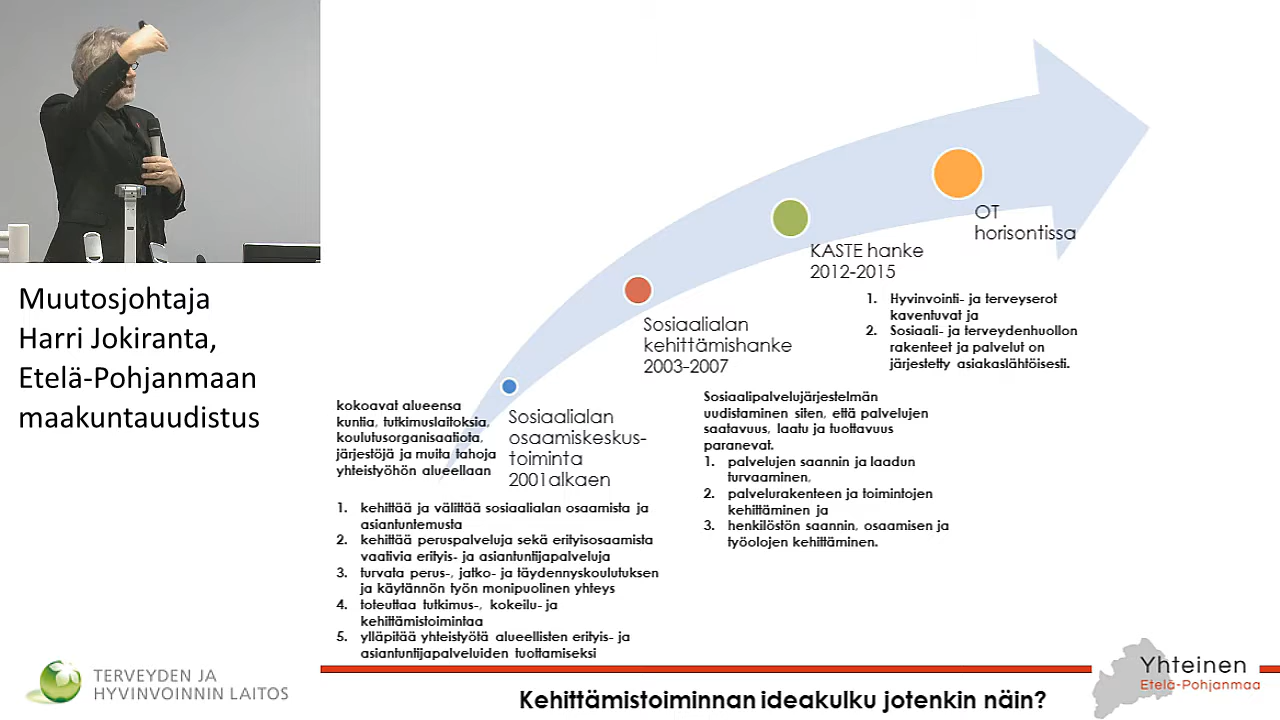 Muutosjohtaja
Harri Jokiranta,
Etelä-Pohjanmaan
maakuntauudistus
TERVEYDEN JA
HYVINVOINNIN LAITOS
kokoavat alueensa
kuntia, tutkimuslaitoksia,
koulutusorganisaatiota,
järjestöjä ja muita tahoja
yhteistyöhön alueellaan
Sosiaalialan
osaamiskeskus-
toiminta
2001alkaen
1. kehittää ja välittää sosiaalialan osaamista ja
asiantuntemusta
2. kehittää peruspalveluja sekä erityisosaamista
vaativia erityis- ja asiantuntijapalveluja
3. turvata perus-, jatko- ja täydennyskoulutuksen
ja käytännön työn monipuolinen yhteys
4. toteuttaa tutkimus-, kokeilu- ja
kehittämistoimintaa
5. ylläpitää yhteistyötä alueellisten erityis- ja
asiantuntijapalveluiden tuottamiseksi
Sosiaalialan
kehittämishanke
2003-2007
Sosiaalipalvelujärjestelmän
uudistaminen siten, että palvelujen
saatavuus, laatu ja tuottavuus
paranevat.
1. palvelujen saannin ja laadun
turvaaminen,
2. palvelurakenteen ja toimintojen
kehittäminen ja
3. henkilöstön saannin, osaamisen ja
työolojen kehittäminen.
KASTE hanke
2012-2015
1. Hyvinvointi- ja terveyserot
kaventuvat ja
2. Sosiaali- ja terveydenhuollon
rakenteet ja palvelut on
järjestetty asiakaslähtöisesti.
OT
horisontissa
Kehittämistoiminnan ideakulku jotenkin näin?
Yhteinen
Etelä-Pohjanmaa